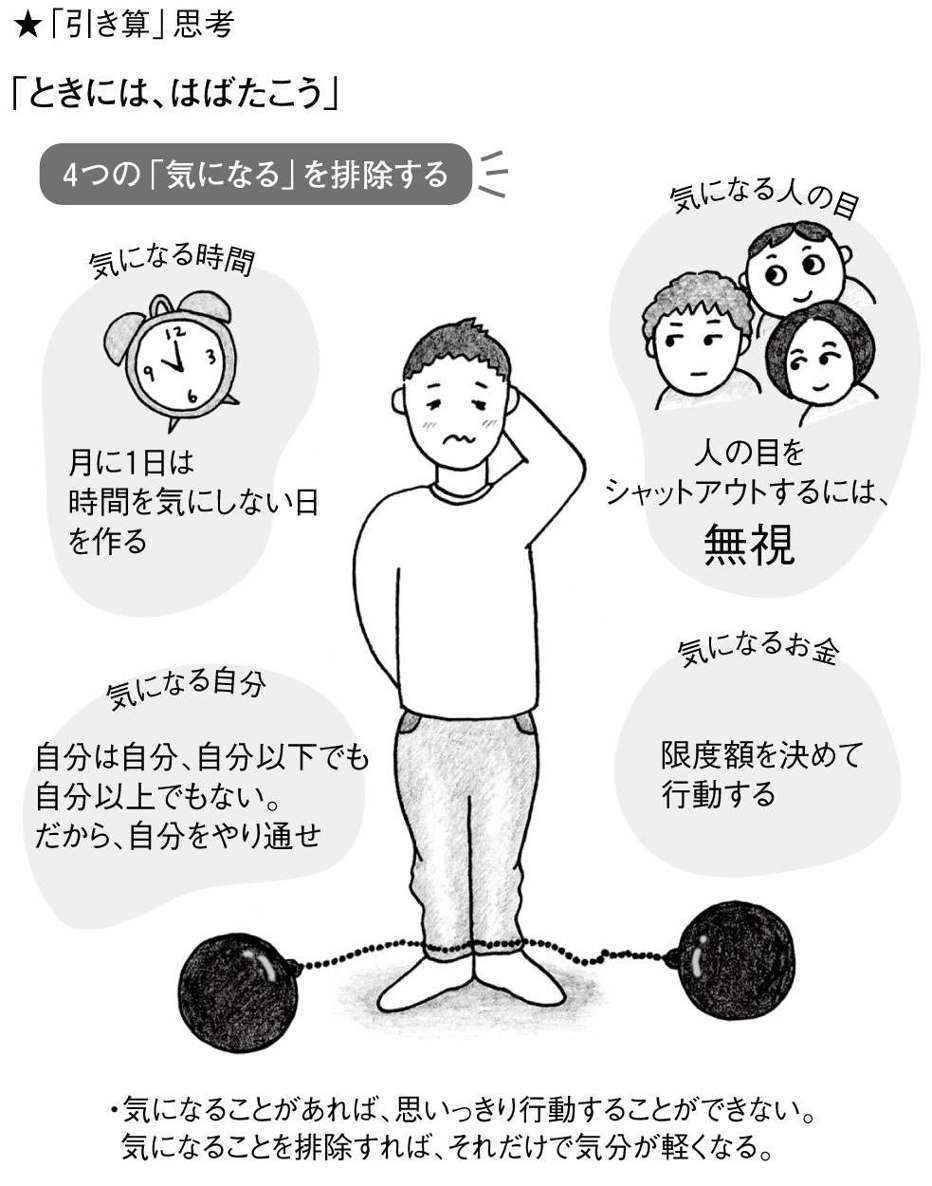 ★「引き算」思考
「ときには、はばたこう」
4つの「気になる」を排除する
気になる時間
12
3
6
9
月に1日は
時間を気にしない日
を作る
気になる人の目
人の目を
シャットアウトするには、
無視
気になる自分
自分は自分、自分以下でも
自分以上でもない。
だから、自分をやり通せ
気になるお金
限度額を決めて
行動する
・気になることがあれば、思いっきり行動することができない。
気になることを排除すれば、それだけで気分が軽くなる。